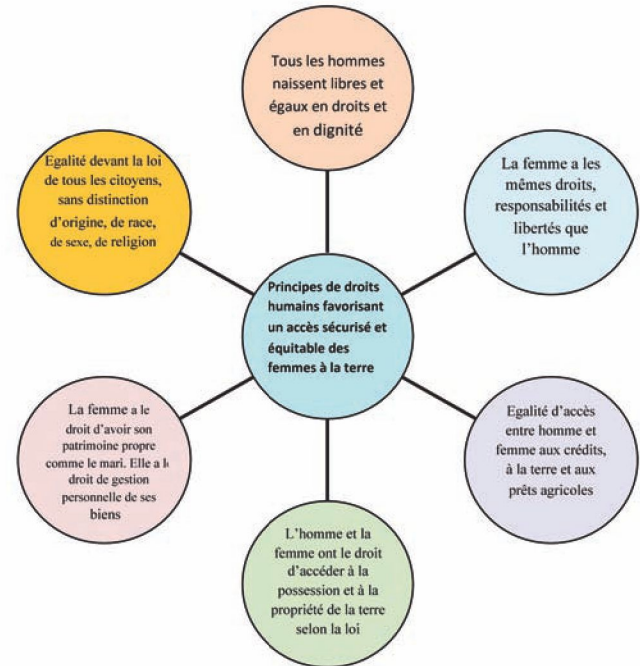 Tous les hommes
naissent libres et
égaux en droits et
en dignité
Egalité devant la loi
de tous les citoyens,
sans distinction
d'origine, de race,
de sexe, de religion
La femme a les
mêmes droits,
responsabilités et
libertés que
l'homme
Principes de droits
humains favorisant
un accès sécurisé et
équitable des
femmes à la terre
La femme a le
droit d'avoir son
patrimoine propre
comme le mari. Elle a le
droit de gestion
personnelle de ses
biens
Egalité d'accès
entre homme et
femme aux crédits,
à la terre et aux
prêts agricoles
L'homme et la
femme ont le droit
d'accéder à la
possession et à la
propriété de la terre
selon la loi